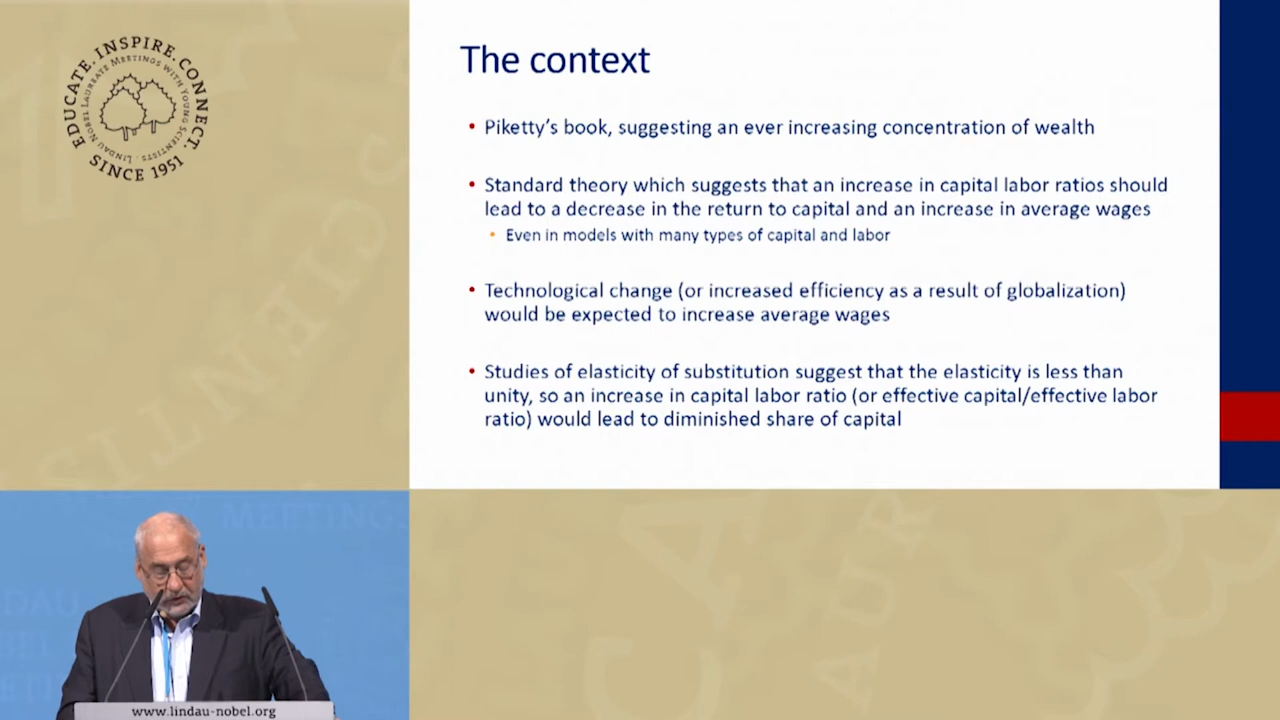 EDUCATE. INSPIRE. CONNECT.
LINDAU NOBEL LAUREATE MEETINGS WITH YOUNG SCIENTISTS
SINCE 1951
The context
• Piketty's book, suggesting an ever increasing concentration of wealth
• Standard theory which suggests that an increase in capital labor ratios should
lead to a decrease in the return to capital and an increase in average wages
• Even in models with many types of capital and labor
• Technological change (or increased efficiency as a result of globalization)
would be expected to increase average wages
• Studies of elasticity of substitution suggest that the elasticity is less than
unity, so an increase in capital labor ratio (or effective capital/effective labor
ratio) would lead to diminished share of capital
MEETINGS
www.lindau-nobel.org